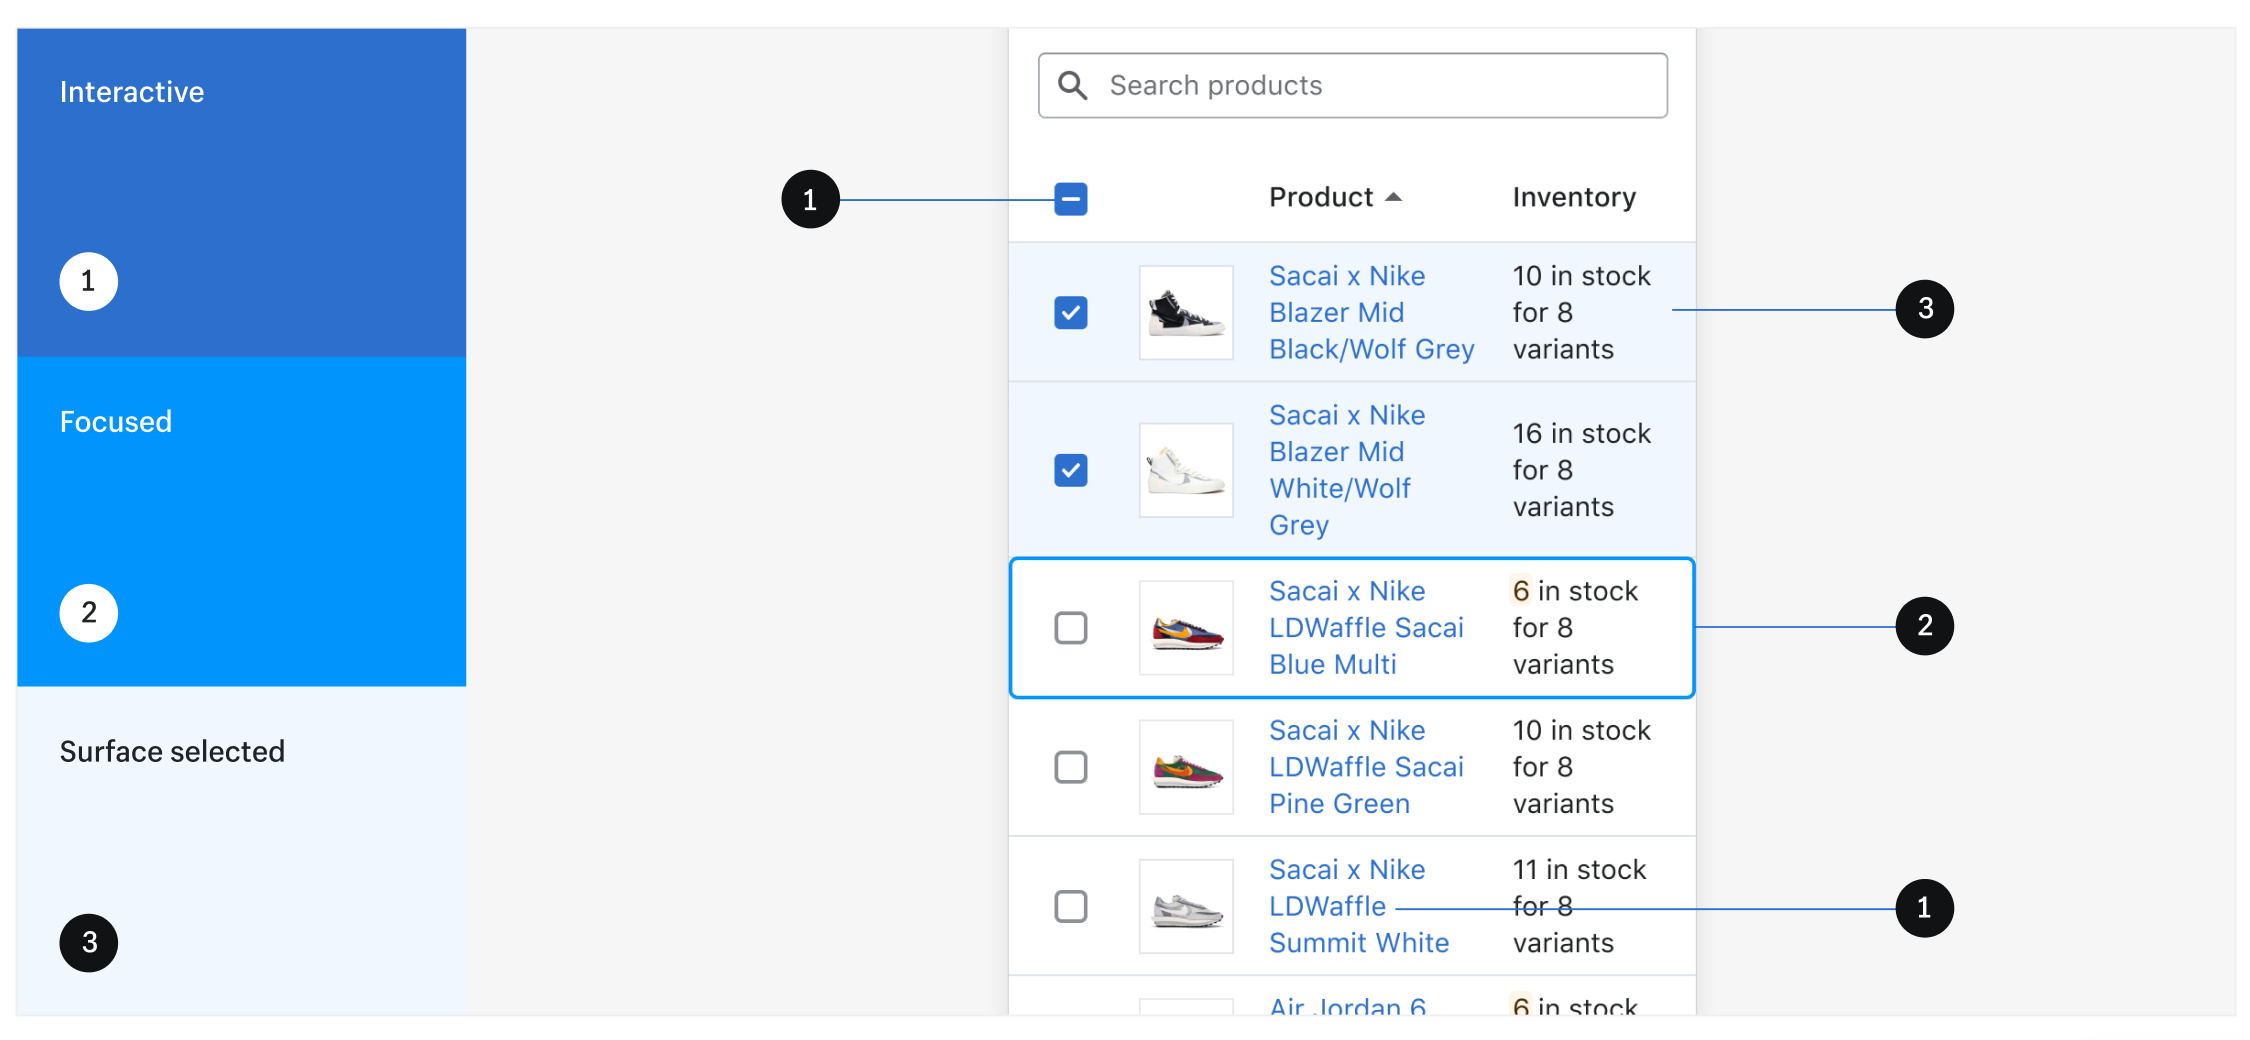 Interactive
1
Focused
2
Surface selected
3
Search products
1
Product
Inventory
Sacai x Nike
Blazer Mid
Black/Wolf Grey
10 in stock
for 8
variants
3
Sacai x Nike
Blazer Mid
White/Wolf
Grey
16 in stock
for 8
variants
Sacai x Nike
LDWaffle Sacai
Blue Multi
6 in stock
for 8
variants
2
Sacai x Nike
LDWaffle Sacai
Pine Green
10 in stock
for 8
variants
Sacai x Nike
LDWaffle
Summit White
11 in stock
for 8
variants
1
Air Jordan 6
6 in stock